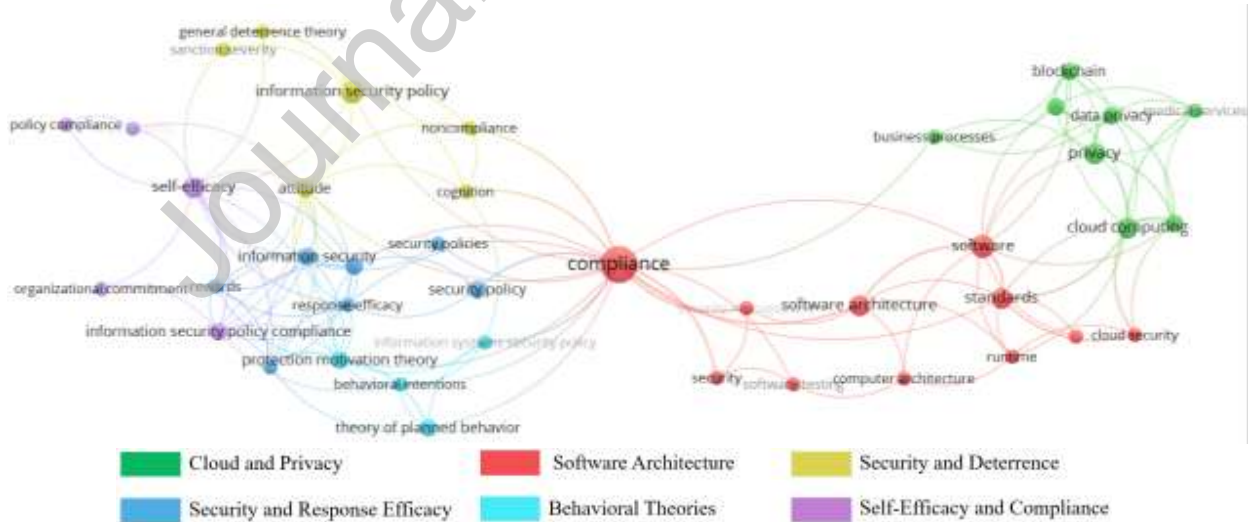 Journa
general deterrence theory
sanction severity
information security policy
policy compliance
noncompliance
self-efficacy
attitude
cognition
information security
security policies
organizational commitment
rewards
response efficacy
security policy
information security policy compliance
information systems security policy
protection motivation theory
behavioral intentions
theory of planned behavior
compliance
blockchain
data privacy
medical services
business processes
privacy
cloud computing
software
software architecture
standards
cloud security
runtime
security
software testing
computer architecture
Cloud and Privacy
Software Architecture
Security and Deterrence
Security and Response Efficacy
Behavioral Theories
Self-Efficacy and Compliance